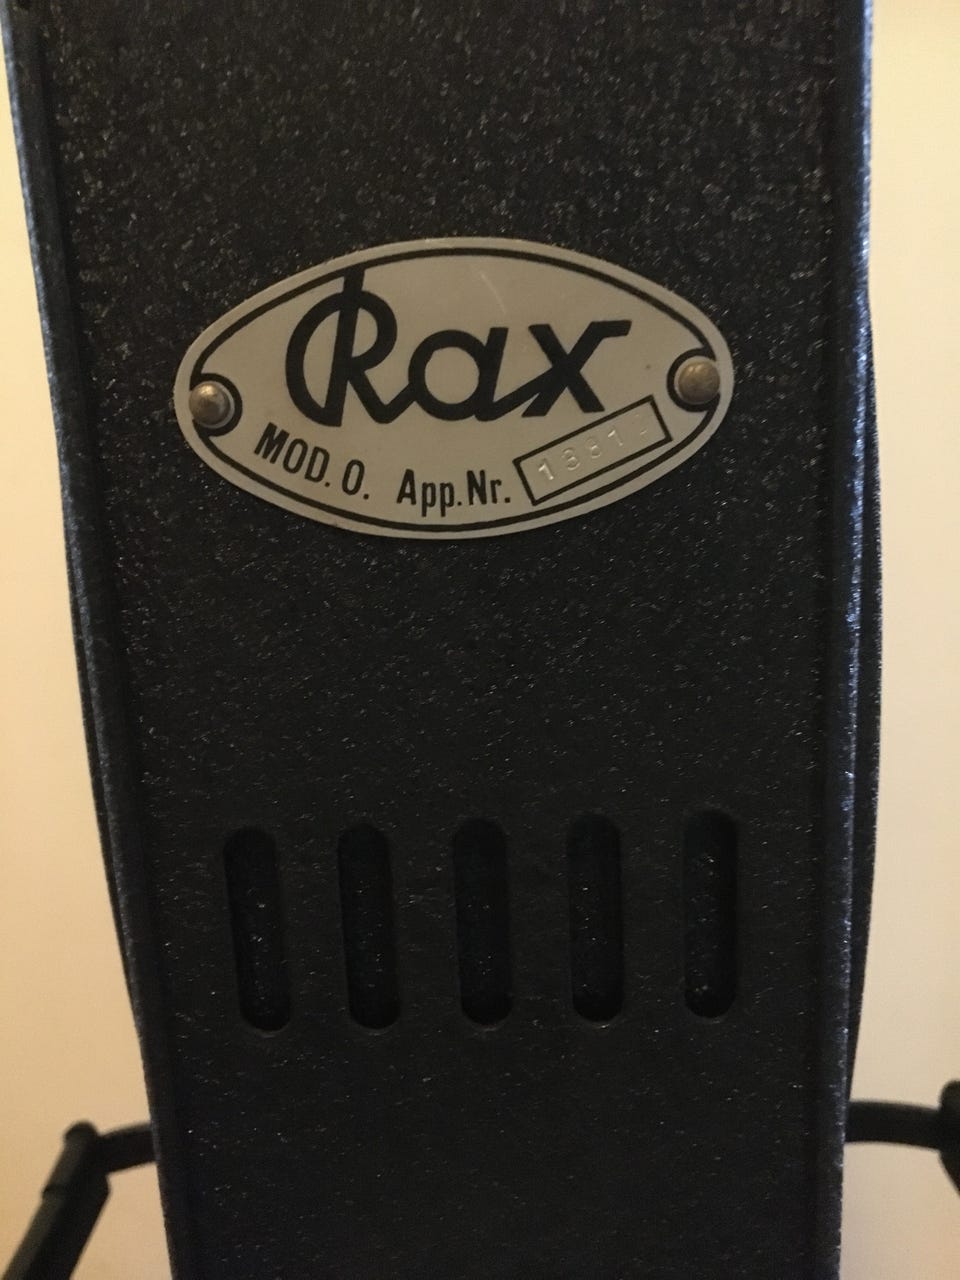 Rax
MOD. O. App. Nr.